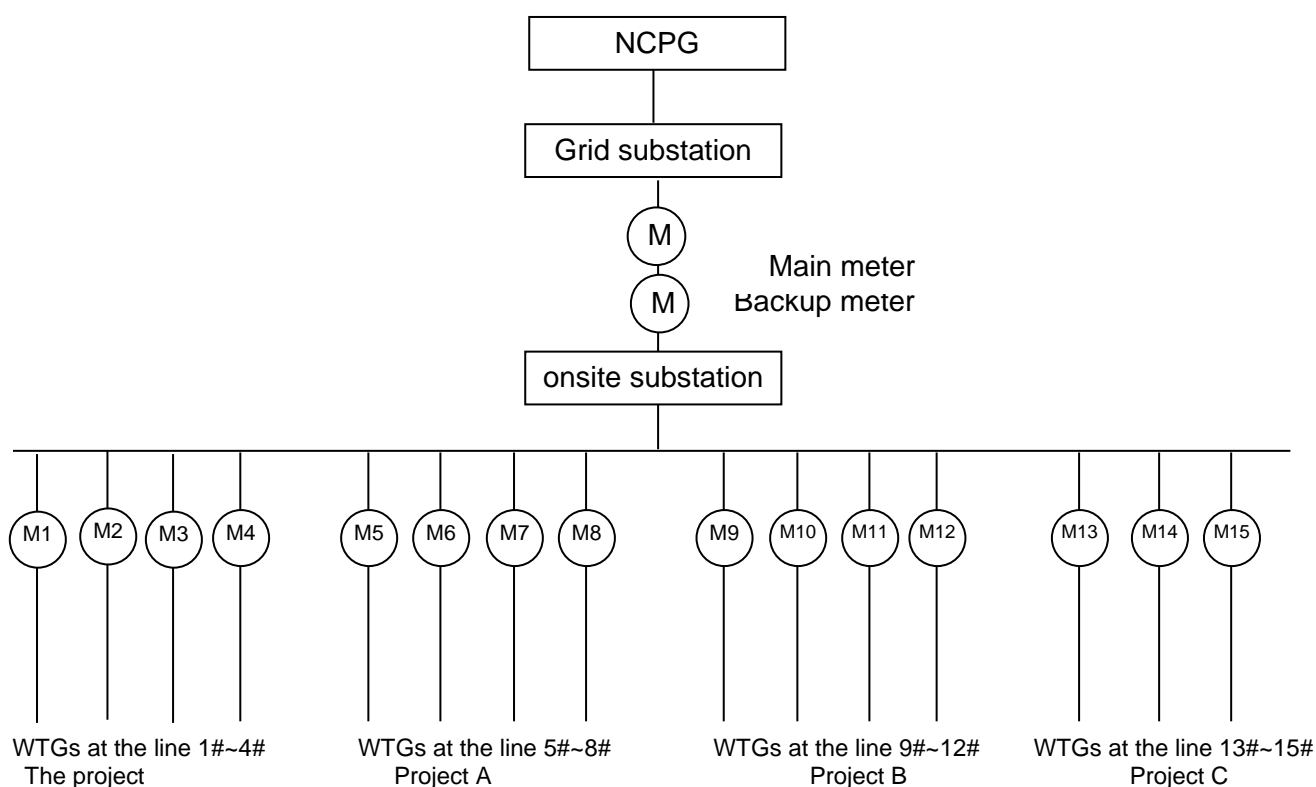 NCPG
Grid substation
M
Main meter
M
Backup meter
onsite substation
M1 M2 M3 M4 M5 M6 M7 M8 M9 M10 M11 M12 M13 M14 M15
WTGs at the line 1#~4# WTGs at the line 5#~8# WTGs at the line 9#~12# WTGs at the line 13#~15#
The project Project A Project B Project C